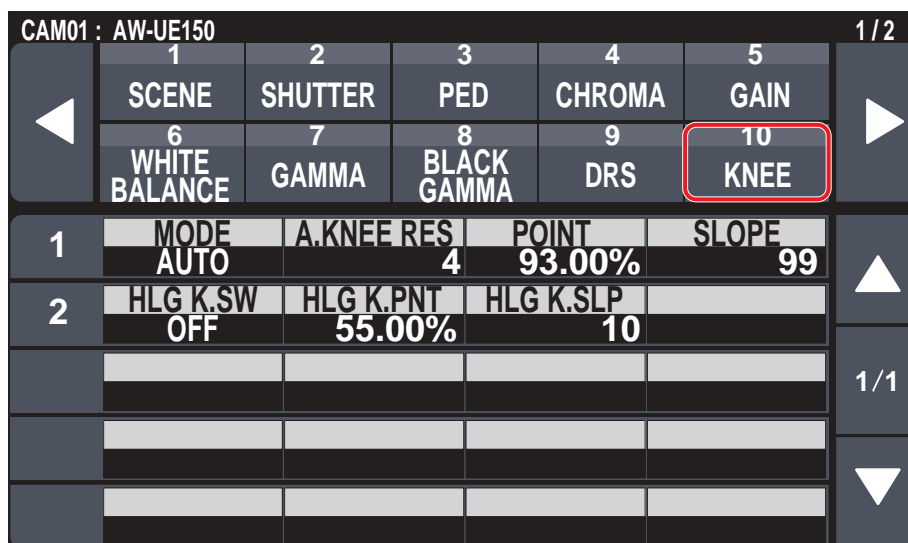 CAM01 : AW-UE150 1 / 2
1 2 3 4 5
SCENE SHUTTER PED CHROMA GAIN
6 7 8 9 10
WHITE BALANCE GAMMA BLACK GAMMA DRS KNEE
1 MODE A.KNEE RES POINT SLOPE
AUTO 4 93.00% 99
2 HLG K.SW HLG K.PNT HLG K.SLP
OFF 55.00% 10
1/1